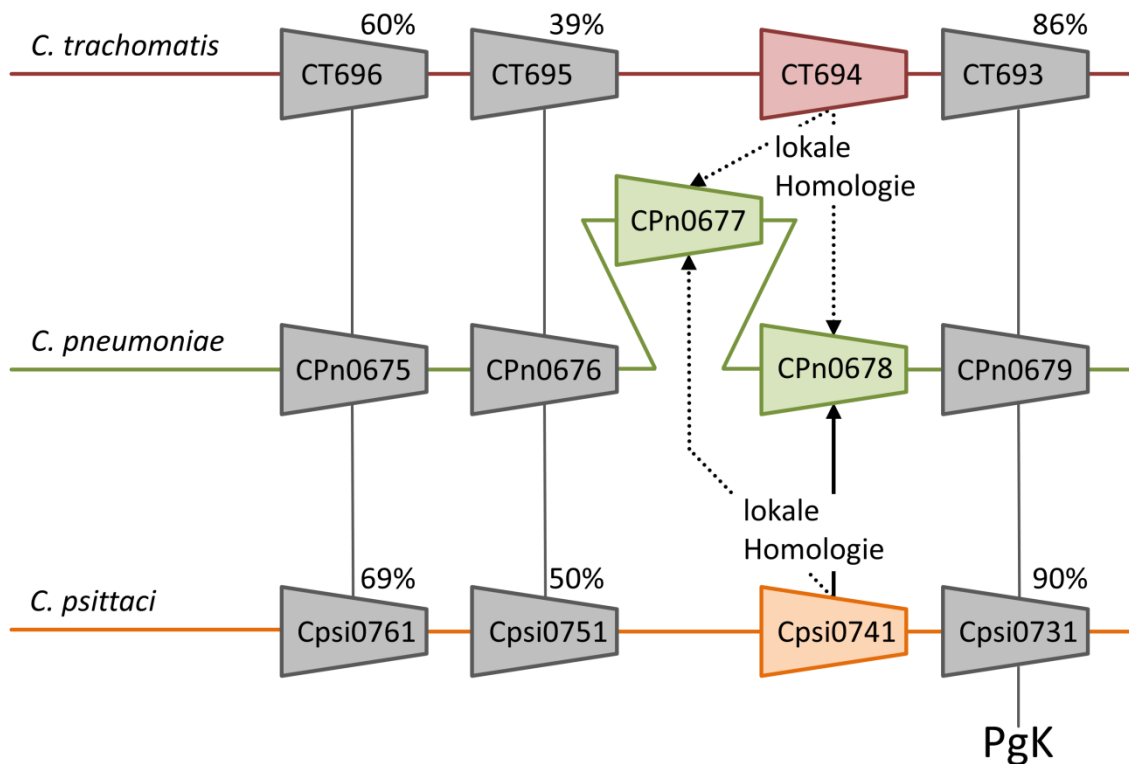 60%
39%
86%
C. trachomatis
CT696
CT695
CT694
CT693
lokale
Homologie
CPn0677
C. pneumoniae
CPn0675
CPn0676
CPn0678
CPn0679
lokale
Homologie
69%
50%
90%
C. psittaci
Cpsi0761
Cpsi0751
Cpsi0741
Cpsi0731
PgK